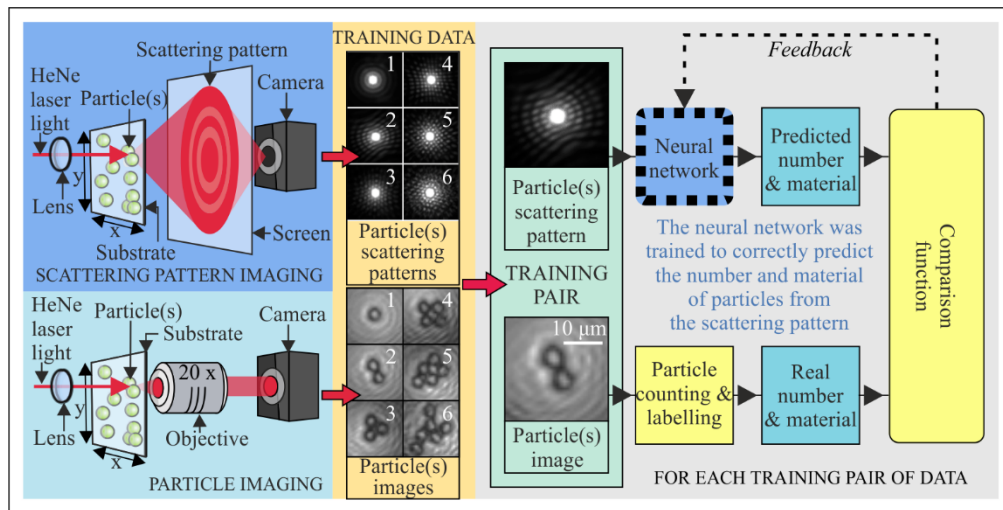 Scattering pattern
HeNe
laser
light
Particle(s)
Camera
y
Lens
x
Substrate
Screen
SCATTERING PATTERN IMAGING
HeNe
laser
light
Particle(s)
Substrate
Camera
20 x
y
Lens
x
Objective
PARTICLE IMAGING
TRAINING DATA
1
4
2
5
3
6
Particle(s)
scattering
patterns
1
4
2
5
3
6
Particle(s)
images
Particle(s)
scattering
pattern
TRAINING
PAIR
10 µm
Particle(s)
image
Feedback
Neural
network
Predicted
number
& material
The neural network was
trained to correctly predict
the number and material
of particles from
the scattering pattern
Particle
counting &
labelling
Real
number
& material
Comparison
function
FOR EACH TRAINING PAIR OF DATA